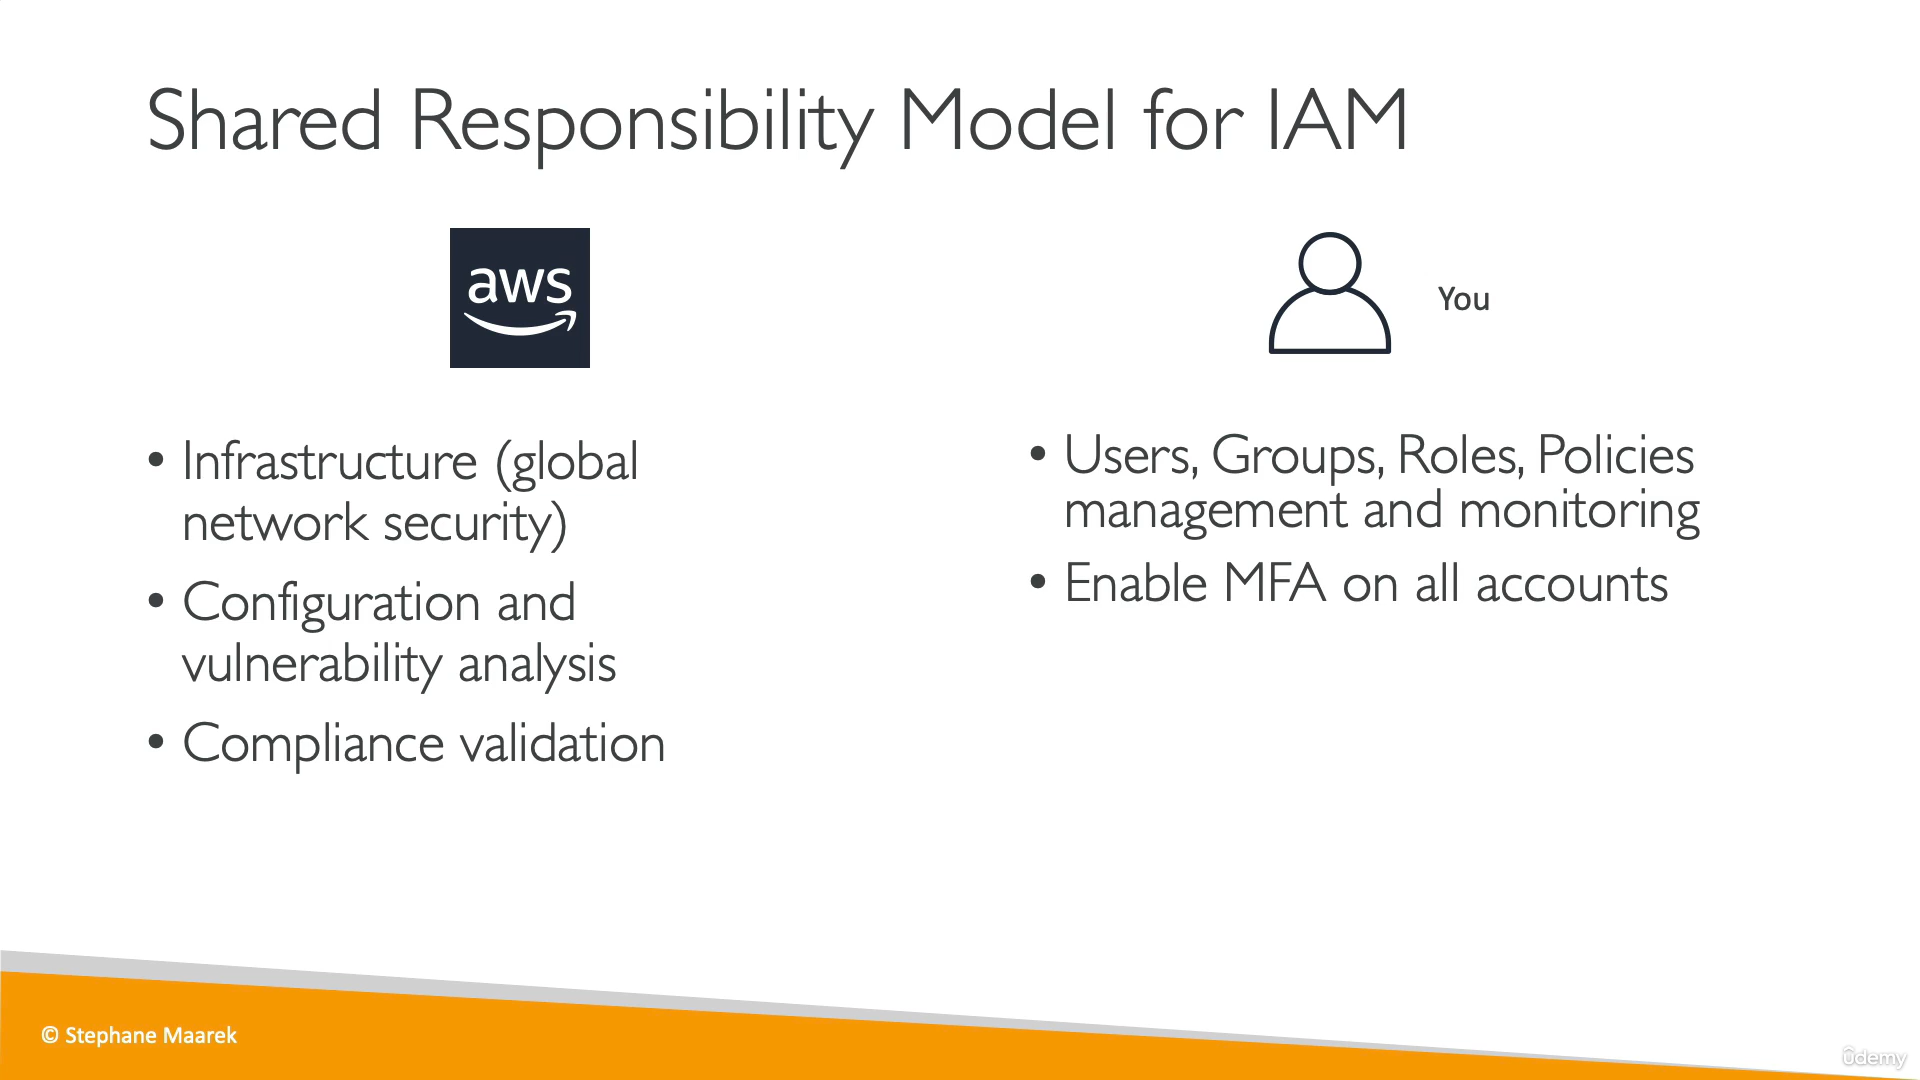 Shared Responsibility Model for IAM
aws
• Infrastructure (global
network security)
• Configuration and
vulnerability analysis
• Compliance validation
You
• Users, Groups, Roles, Policies
management and monitoring
• Enable MFA on all accounts
© Stephane Maarek
ûdemy